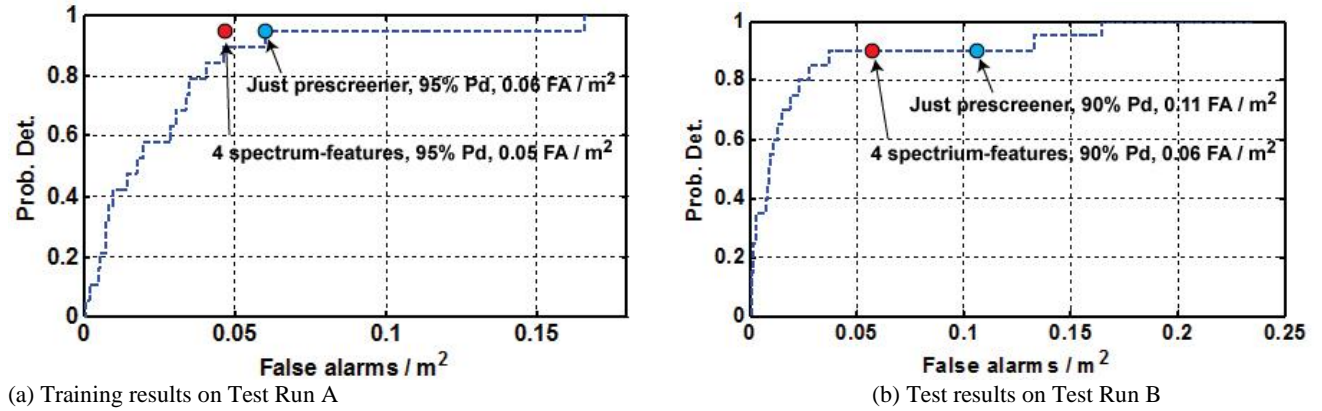 1
0.8
0.6
0.4
0.2
0
Prob. Det.
Just prescreener, 95% Pd, 0.06 FA / m²
4 spectrum-features, 95% Pd, 0.05 FA / m²
0
0.05
0.1
0.15
False alarms / m²
(a) Training results on Test Run A
1
0.8
0.6
0.4
0.2
0
Prob. Det.
Just prescreener, 90% Pd, 0.11 FA / m²
4 spectrium-features, 90% Pd, 0.06 FA / m²
0
0.05
0.1
0.15
0.2
0.25
False alarms / m²
(b) Test results on Test Run B